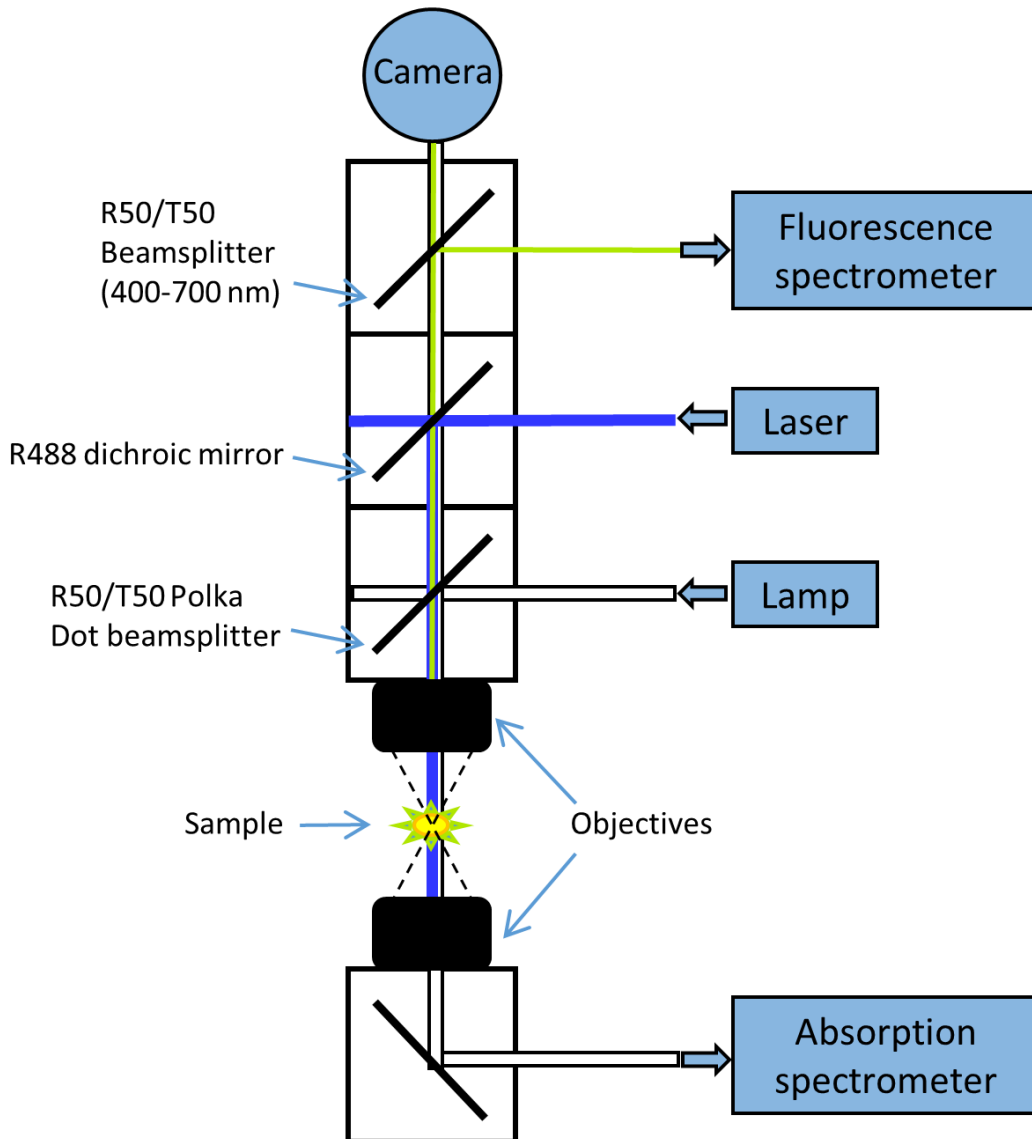 Camera
R50/T50
Beamsplitter
(400-700 nm)
Fluorescence
spectrometer
Laser
R488 dichroic mirror
R50/T50 Polka
Dot beamsplitter
Lamp
Sample
Objectives
Absorption
spectrometer